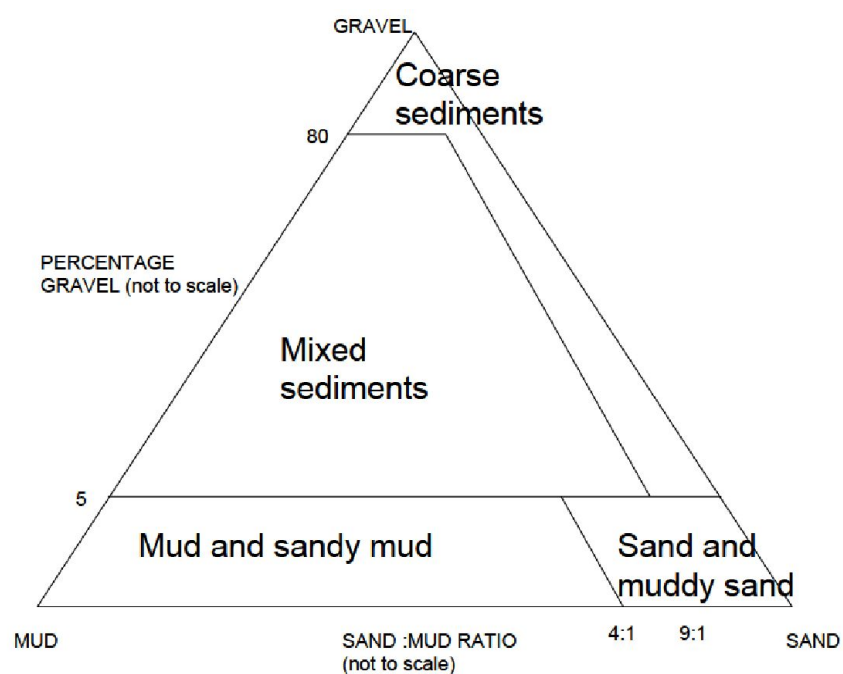 GRAVEL
Coarse
sediments
80
PERCENTAGE
GRAVEL (not to scale)
Mixed
sediments
5
Mud and sandy mud
Sand and
muddy sand
MUD
SAND :MUD RATIO
(not to scale)
4:1
9:1
SAND